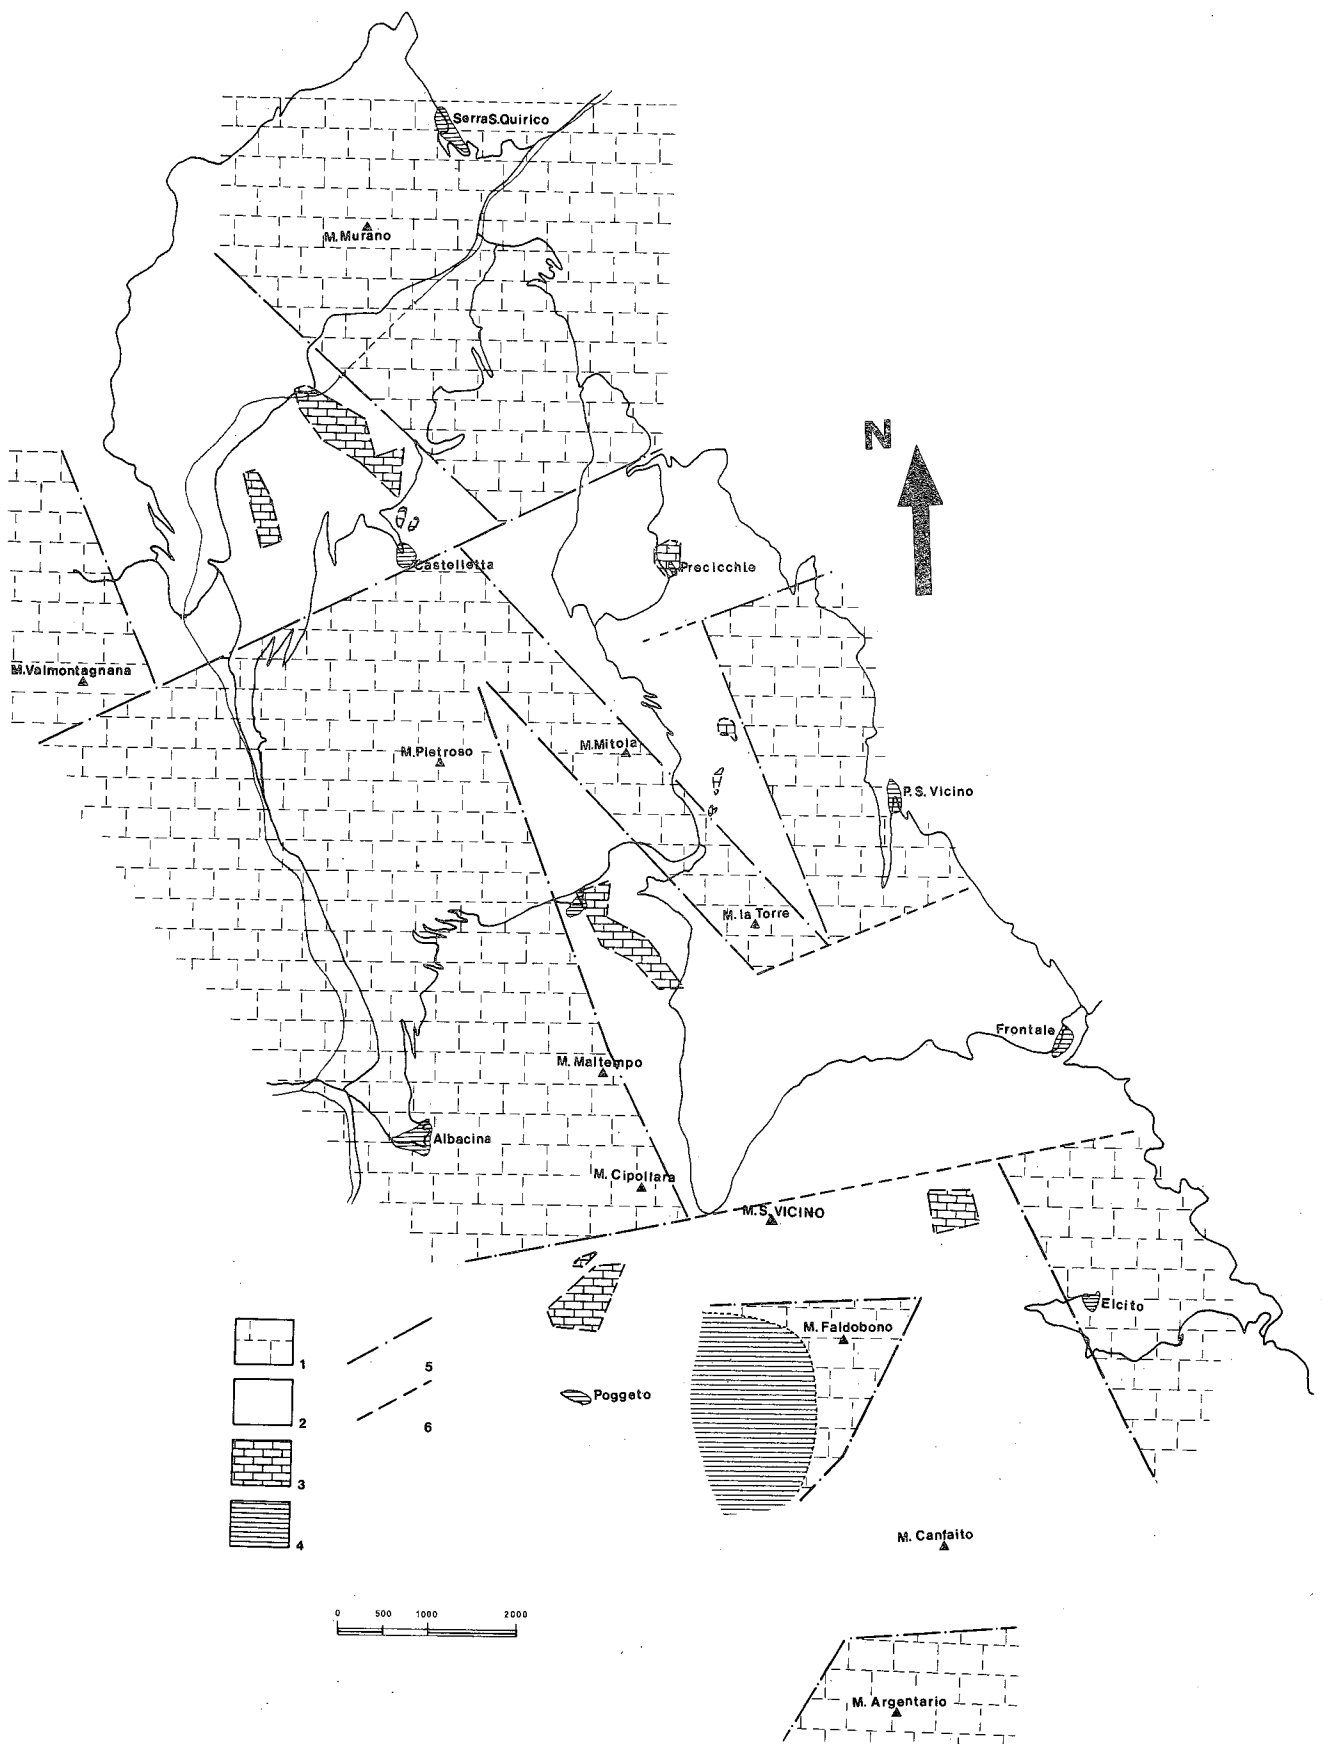 Serra S. Quirico
M. Murano
N
Castelletta
Precicchie
M. Valmontagnana
M. Pietroso
M. Mitola
P. S. Vicino
M. la Torre
Frontale
M. Maltempo
Albacina
M. Cipollara
M. S. VICINO
Elcito
M. Faldobono
1
5
Poggeto
2
6
3
4
M. Canfaito
0 500 1000 2000
M. Argentario